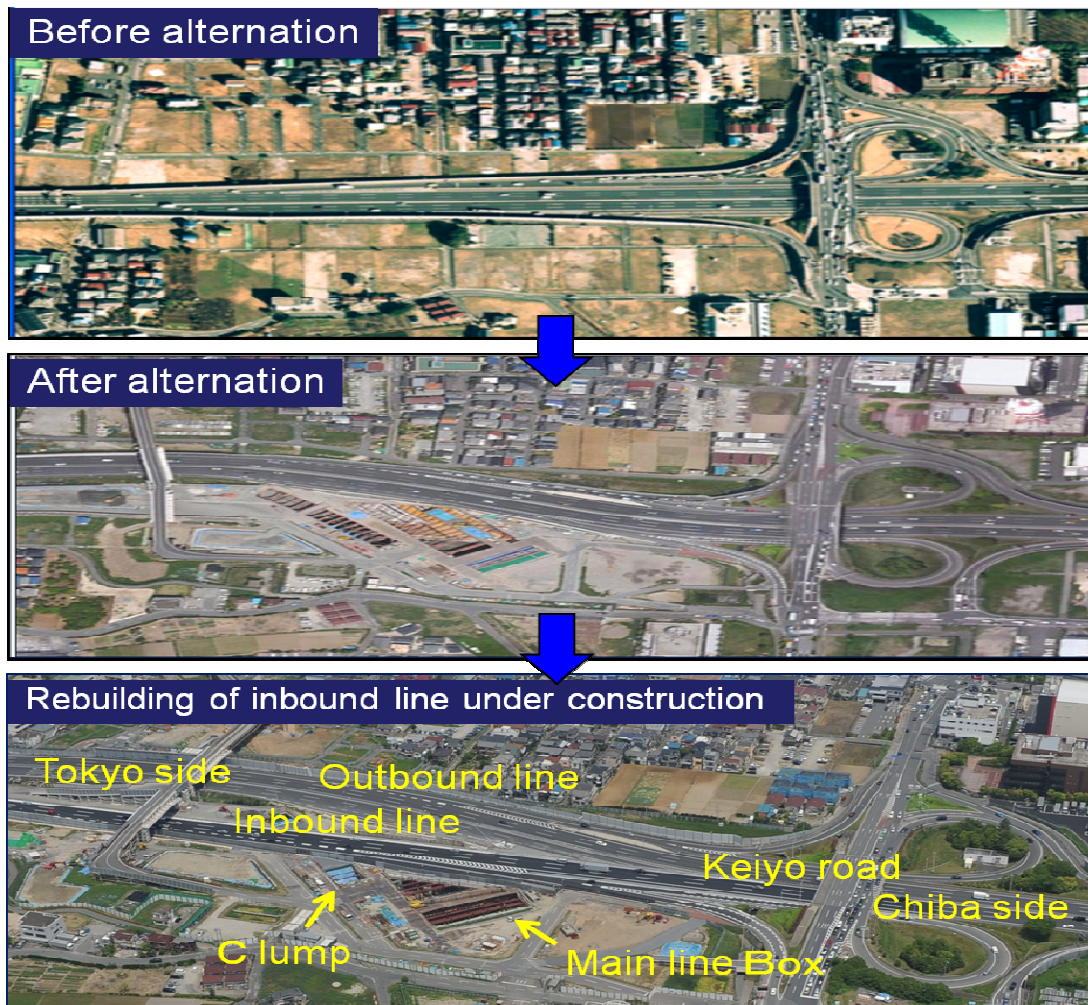 Before alternation
After alternation
Rebuilding of inbound line under construction
Tokyo side
Outbound line
Inbound line
Keiyo road
Chiba side
C lump
Main line Box